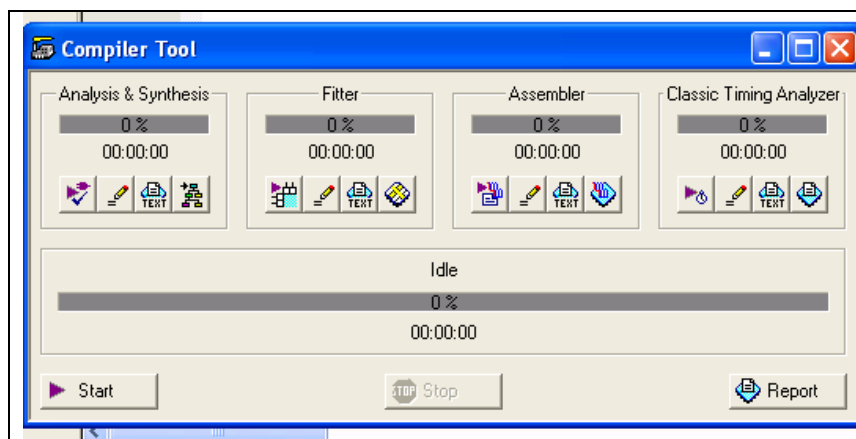 Compiler Tool
Analysis & Synthesis
0 %
00:00:00
TEXT
Fitter
0 %
00:00:00
TEXT
Assembler
0 %
00:00:00
TEXT
Classic Timing Analyzer
0 %
00:00:00
TEXT
Idle
0 %
00:00:00
Start
STOP Stop
Report